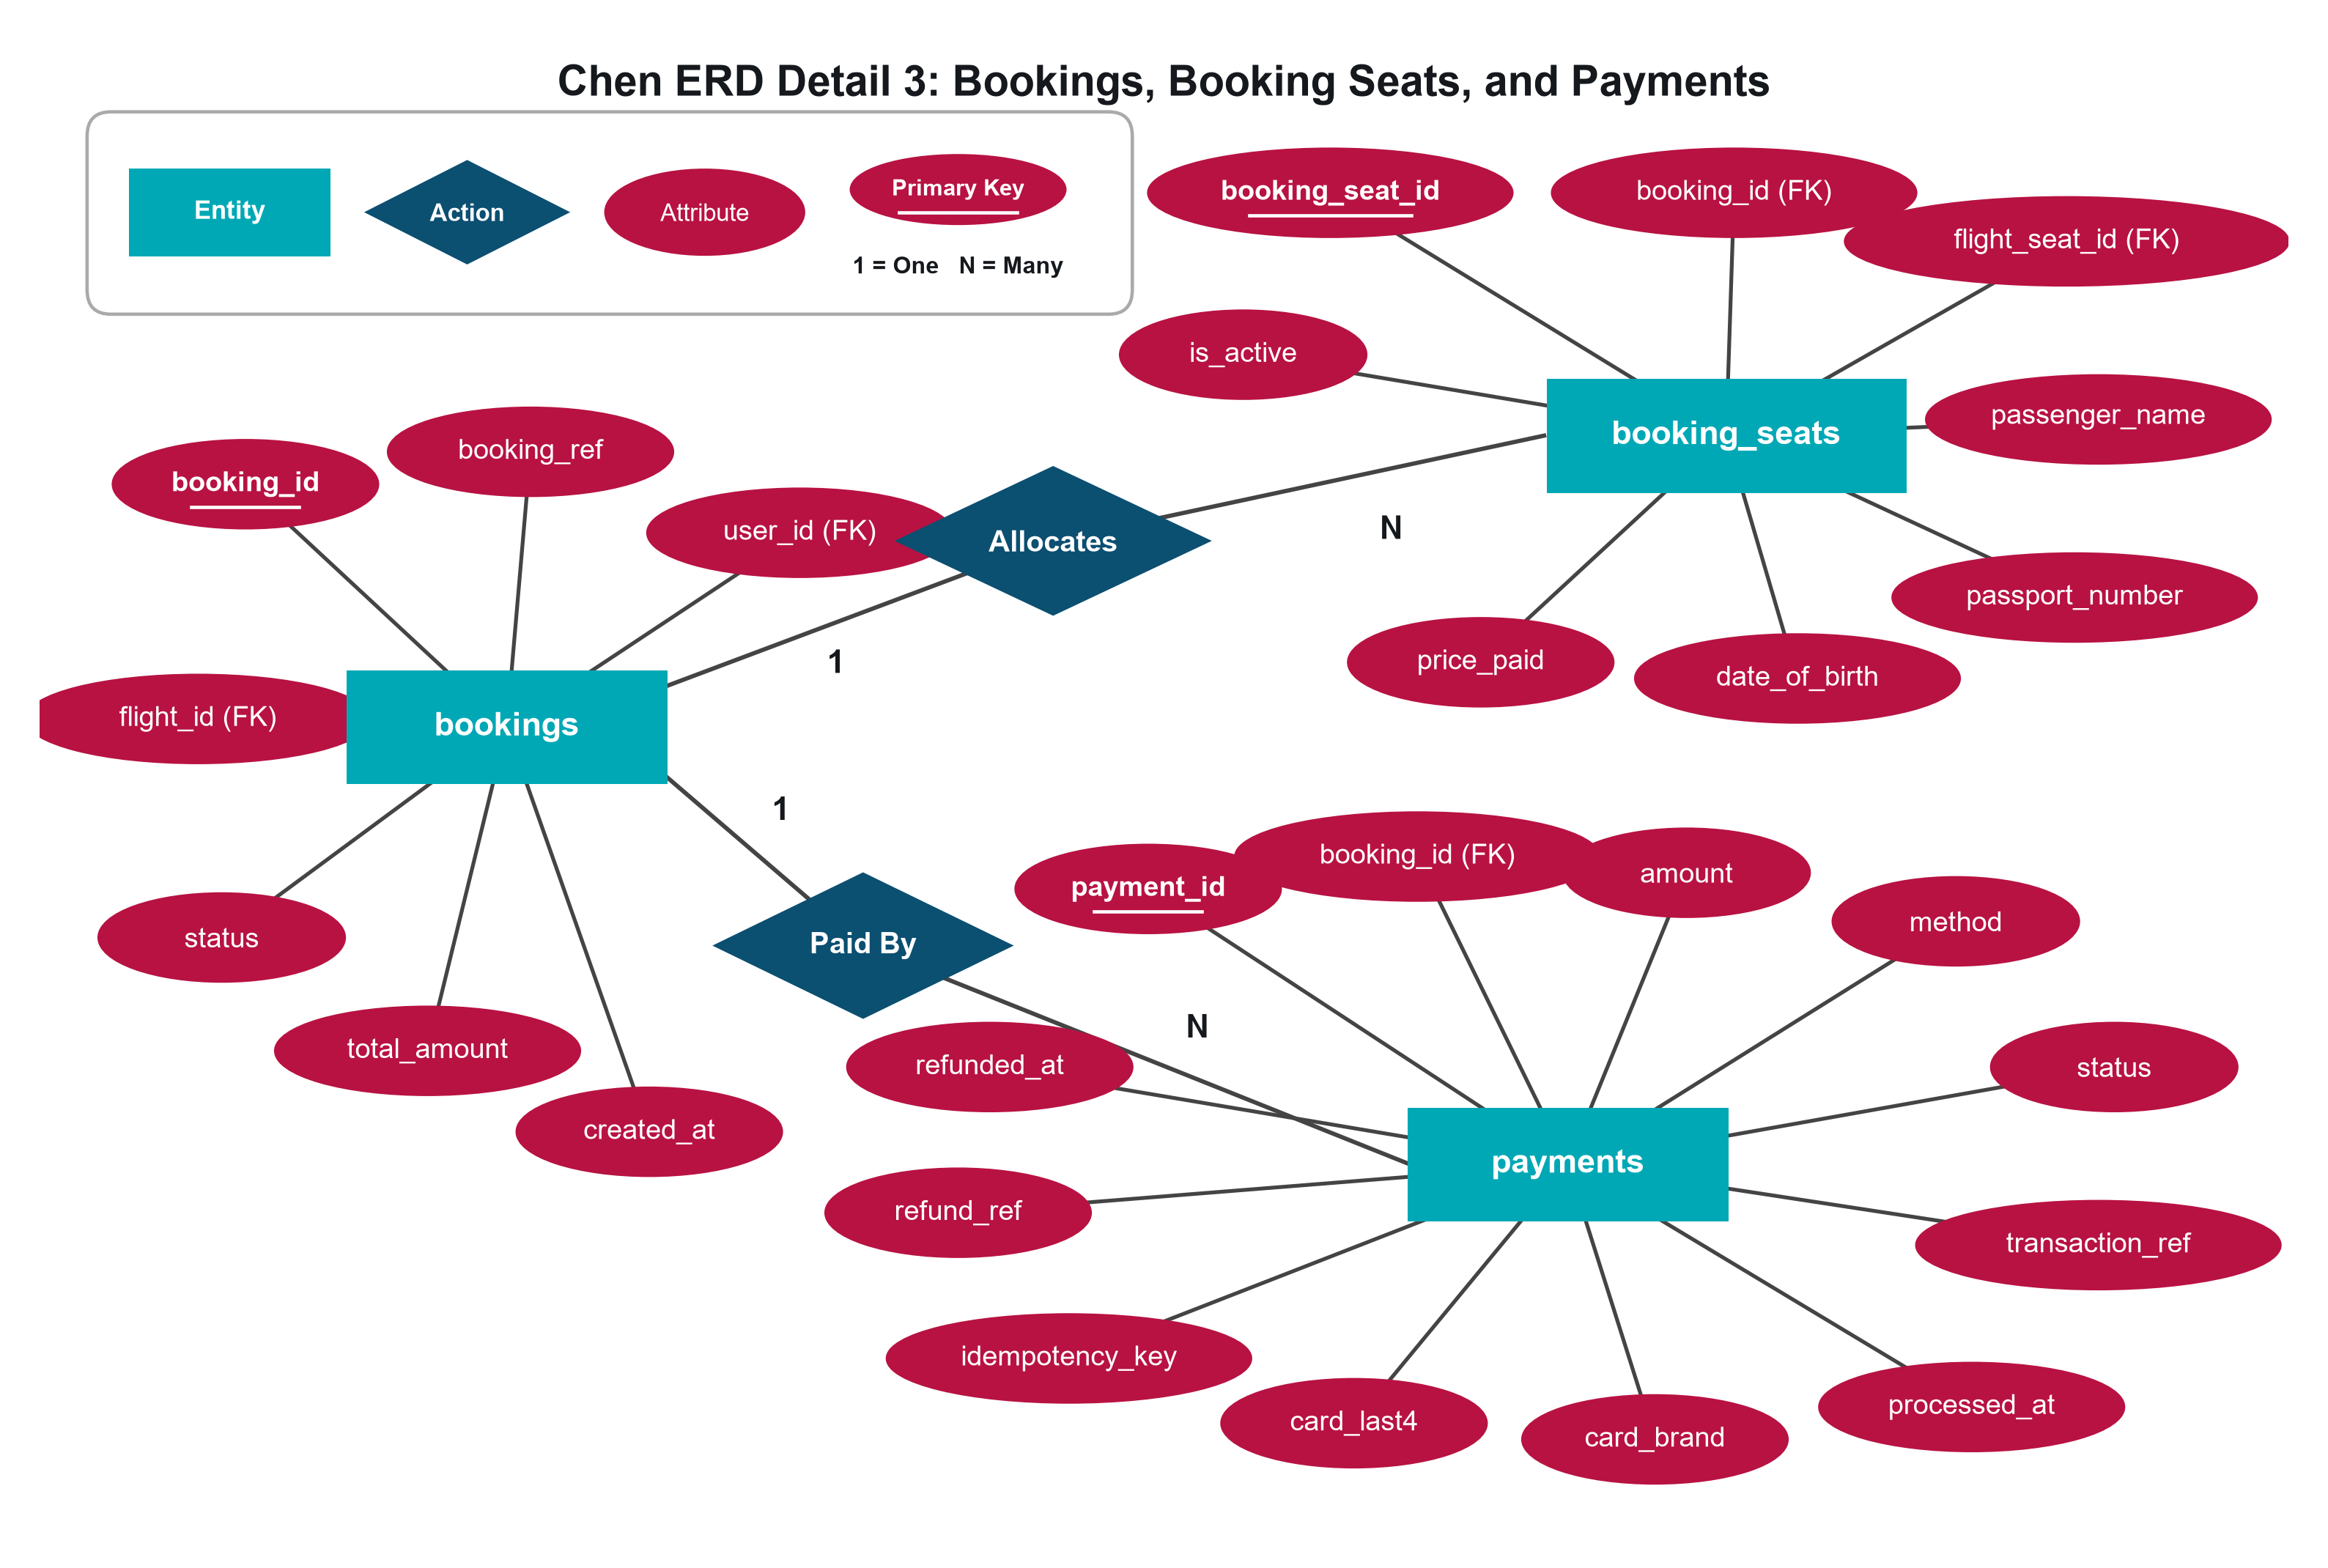 Chen ERD Detail 3: Bookings, Booking Seats, and Payments
Entity
Action
Attribute
Primary Key
1 = One   N = Many
booking_seat_id
booking_id (FK)
flight_seat_id (FK)
is_active
passenger_name
booking_seats
booking_id
booking_ref
user_id (FK)
Allocates
N
passport_number
price_paid
date_of_birth
1
flight_id (FK)
bookings
1
payment_id
booking_id (FK)
amount
method
status
Paid By
N
total_amount
refunded_at
status
created_at
payments
refund_ref
transaction_ref
idempotency_key
card_last4
card_brand
processed_at